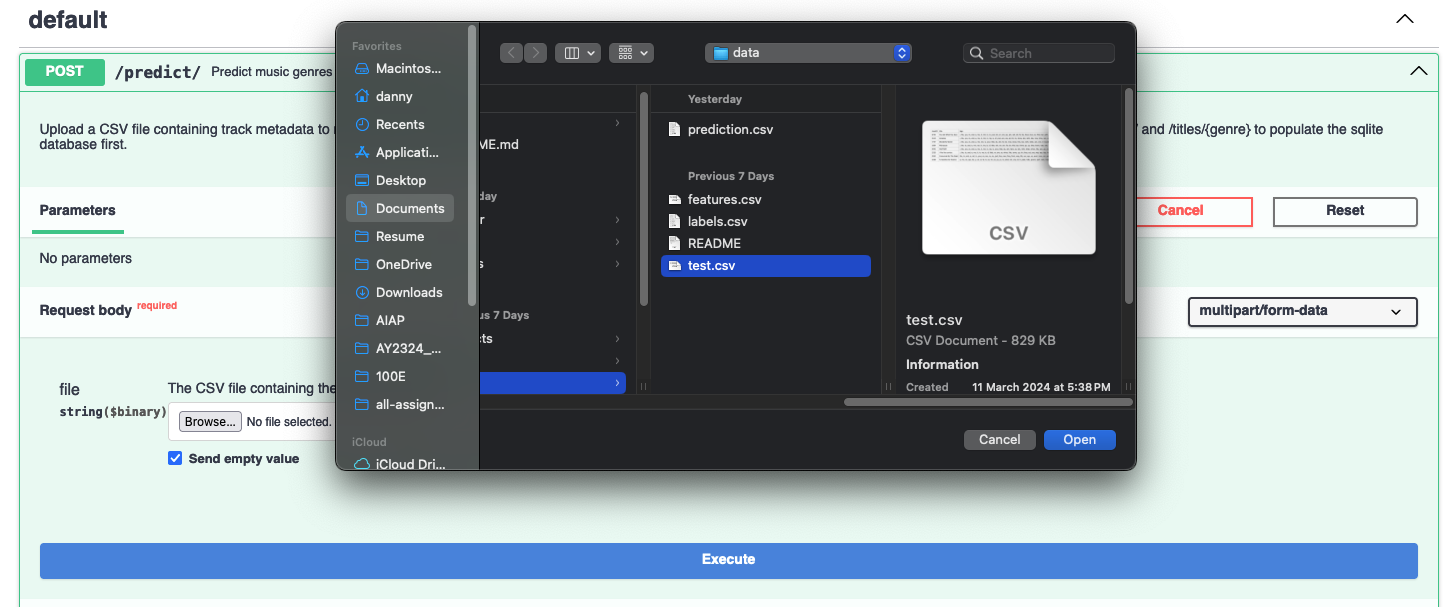 default
POST /predict/ Predict music genres
Upload a CSV file containing track metadata to
and /titles/{genre} to populate the sqlite
database first.
Parameters
Cancel
Reset
No parameters
Request body required
multipart/form-data
file
string($binary)
The CSV file containing the
Browse... No file selected.
Send empty value
Execute
Favorites
Macintos...
danny
Recents
Applicati...
Desktop
Documents
Resume
OneDrive
Downloads
AIAP
AY2324_...
100E
all-assign...
iCloud
iCloud Dri...
data
Search
ME.md
day
r
s
us 7 Days
cts
Yesterday
prediction.csv
Previous 7 Days
features.csv
labels.csv
README
test.csv
CSV
test.csv
CSV Document - 829 KB
Information
Created 11 March 2024 at 5:38 PM
Cancel
Open